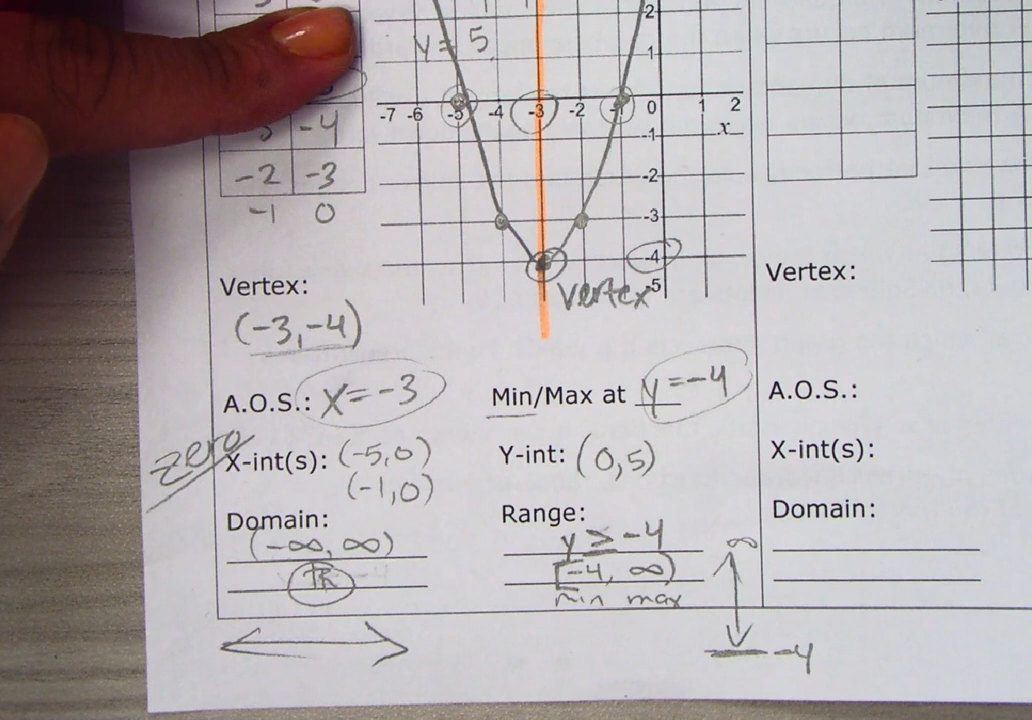 2
y = 5
1
-7 -6 -5 -4 -3 -2 -1 0 1 2
x
-4
-1
-2 -3
-2
-1 0
-3
-4
-5
Vertex
Vertex:
(-3,-4)
A.O.S.: X=-3
Min/Max at y=-4
zero
X-int(s): (-5,0)
(-1,0)
Y-int: (0,5)
Domain:
(-∞, ∞)
ℝ
Range:
y ≥ -4
[-4, ∞)
min max
∞
-4
Vertex:
A.O.S.:
X-int(s):
Domain: